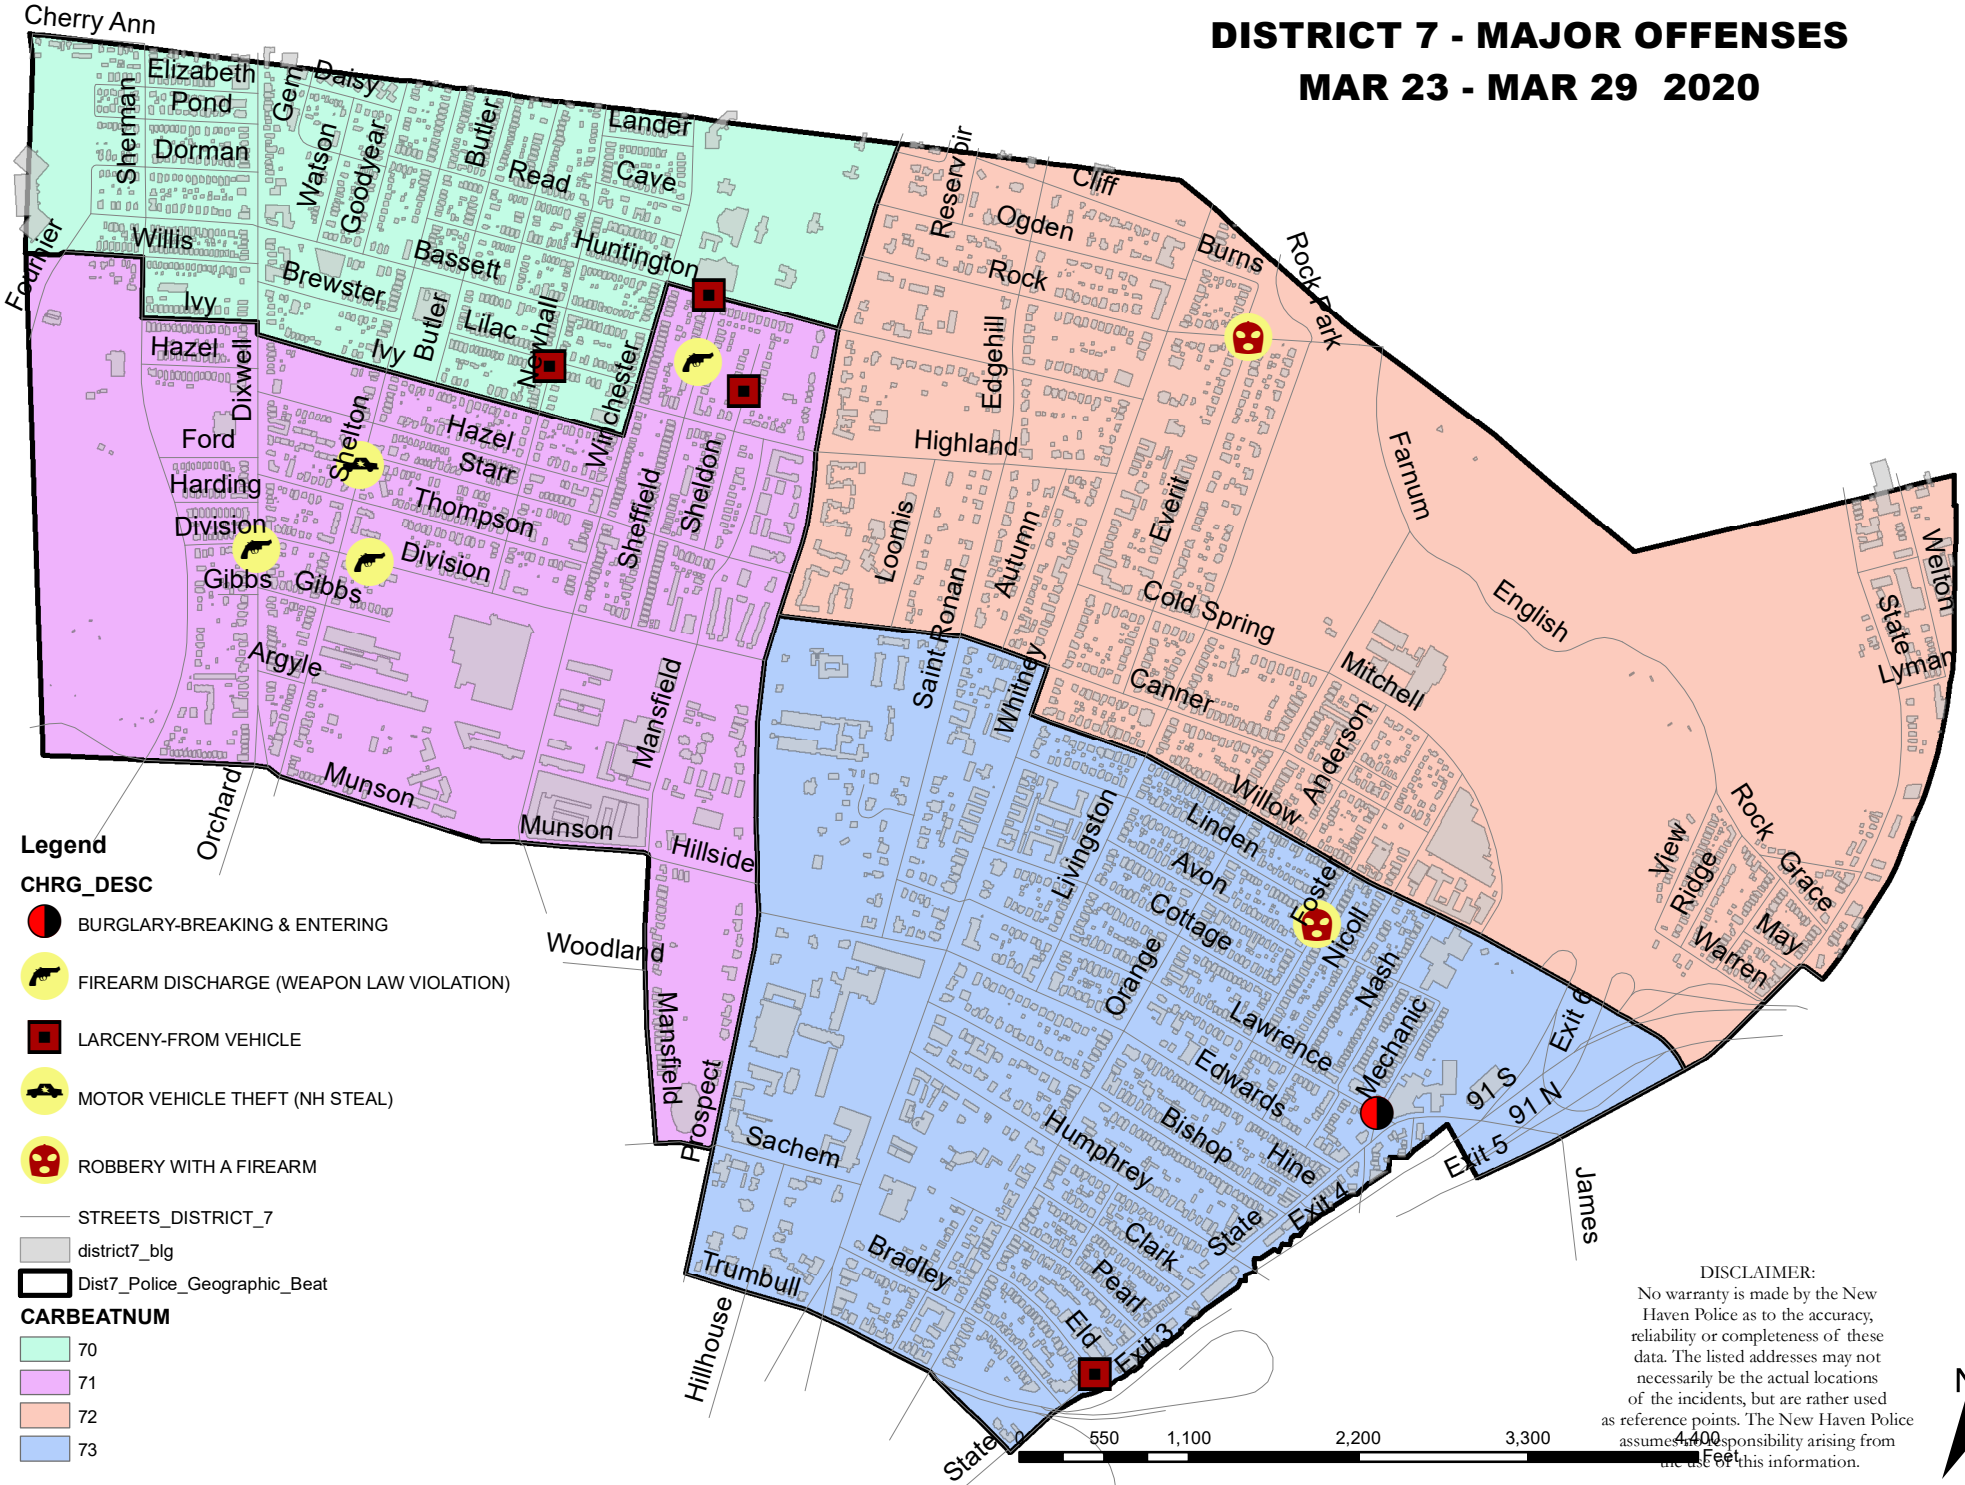 DISTRICT 7 - MAJOR OFFENSES
MAR 23 - MAR 29 2020
Cherry Ann
Elizabeth
Pond
Sherman
Dorman
Gem
Daisy
Watson
Goodyear
Butler
Read
Lander
Cave
Willis
Fournier
Ivy
Brewster
Bassett
Huntington
Butler
Lilac
Newhall
Ivy
Winchester
Reservoir
Cliff
Ogden
Rock
Burns
Rock Park
Edgehill
Highland
Farnum
Everit
Loomis
Autumn
Saint Ronan
Whitney
Cold Spring
Canner
Mitchell
Anderson
Willow
English
Welton
State
Lyman
Rock
View
Ridge
Grace
May
Warren
Hazel
Dixwell
Ford
Harding
Division
Gibbs
Gibbs
Shelton
Hazel
Starr
Thompson
Division
Sheffield
Sheldon
Argyle
Mansfield
Munson
Orchard
Munson
Hillside
Woodland
Mansfield
Prospect
Livingston
Linden
Avon
Cottage
Foster
Nicoll
Nash
Orange
Lawrence
Mechanic
Edwards
Exit 6
91 S
91 N
Exit 5
James
Bishop
Hine
Humphrey
Sachem
Exit 4
State
Clark
Pearl
Bradley
Trumbull
Eld
Exit 3
Hillhouse
State
Legend
CHRG_DESC
BURGLARY-BREAKING & ENTERING
FIREARM DISCHARGE (WEAPON LAW VIOLATION)
LARCENY-FROM VEHICLE
MOTOR VEHICLE THEFT (NH STEAL)
ROBBERY WITH A FIREARM
STREETS_DISTRICT_7
district7_blg
Dist7_Police_Geographic_Beat
CARBEATNUM
70
71
72
73
DISCLAIMER:
No warranty is made by the New
Haven Police as to the accuracy,
reliability or completeness of these
data. The listed addresses may not
necessarily be the actual locations
of the incidents, but are rather used
as reference points. The New Haven Police
assumes no responsibility arising from
the use of this information.
0 550 1,100 2,200 3,300 4,400
Feet
N